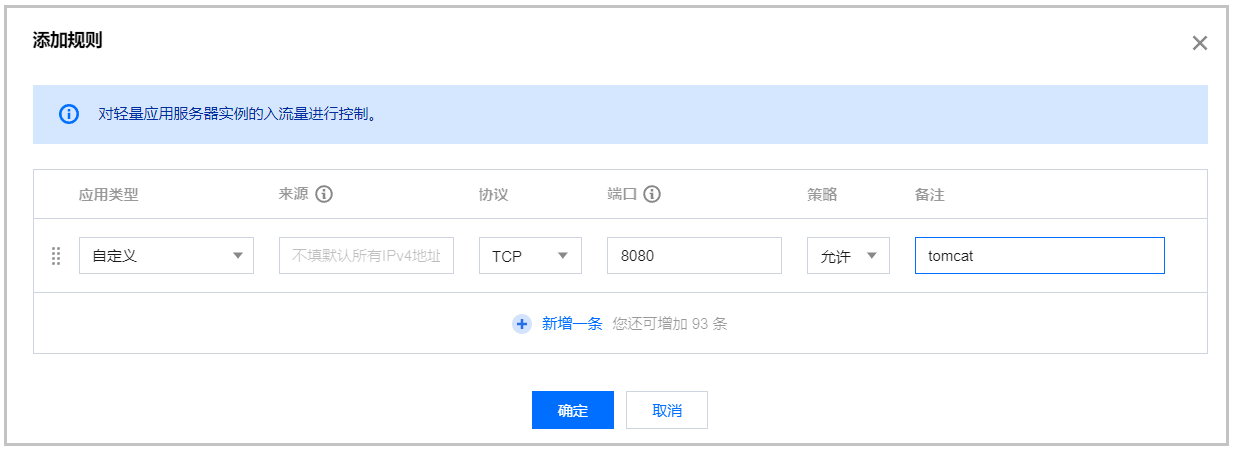 添加规则
对轻量应用服务器实例的入流量进行控制。
应用类型 来源 协议 端口 策略 备注
自定义 不填默认所有IPv4地址 TCP 8080 允许 tomcat
新增一条 您还可增加 93 条
确定 取消